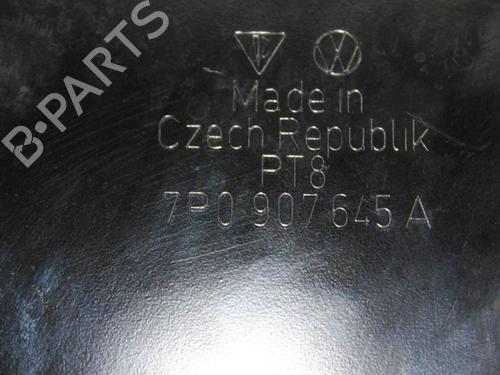 B·PARTS
Made in
Czech Republik
PT8
7P0 907 645 A